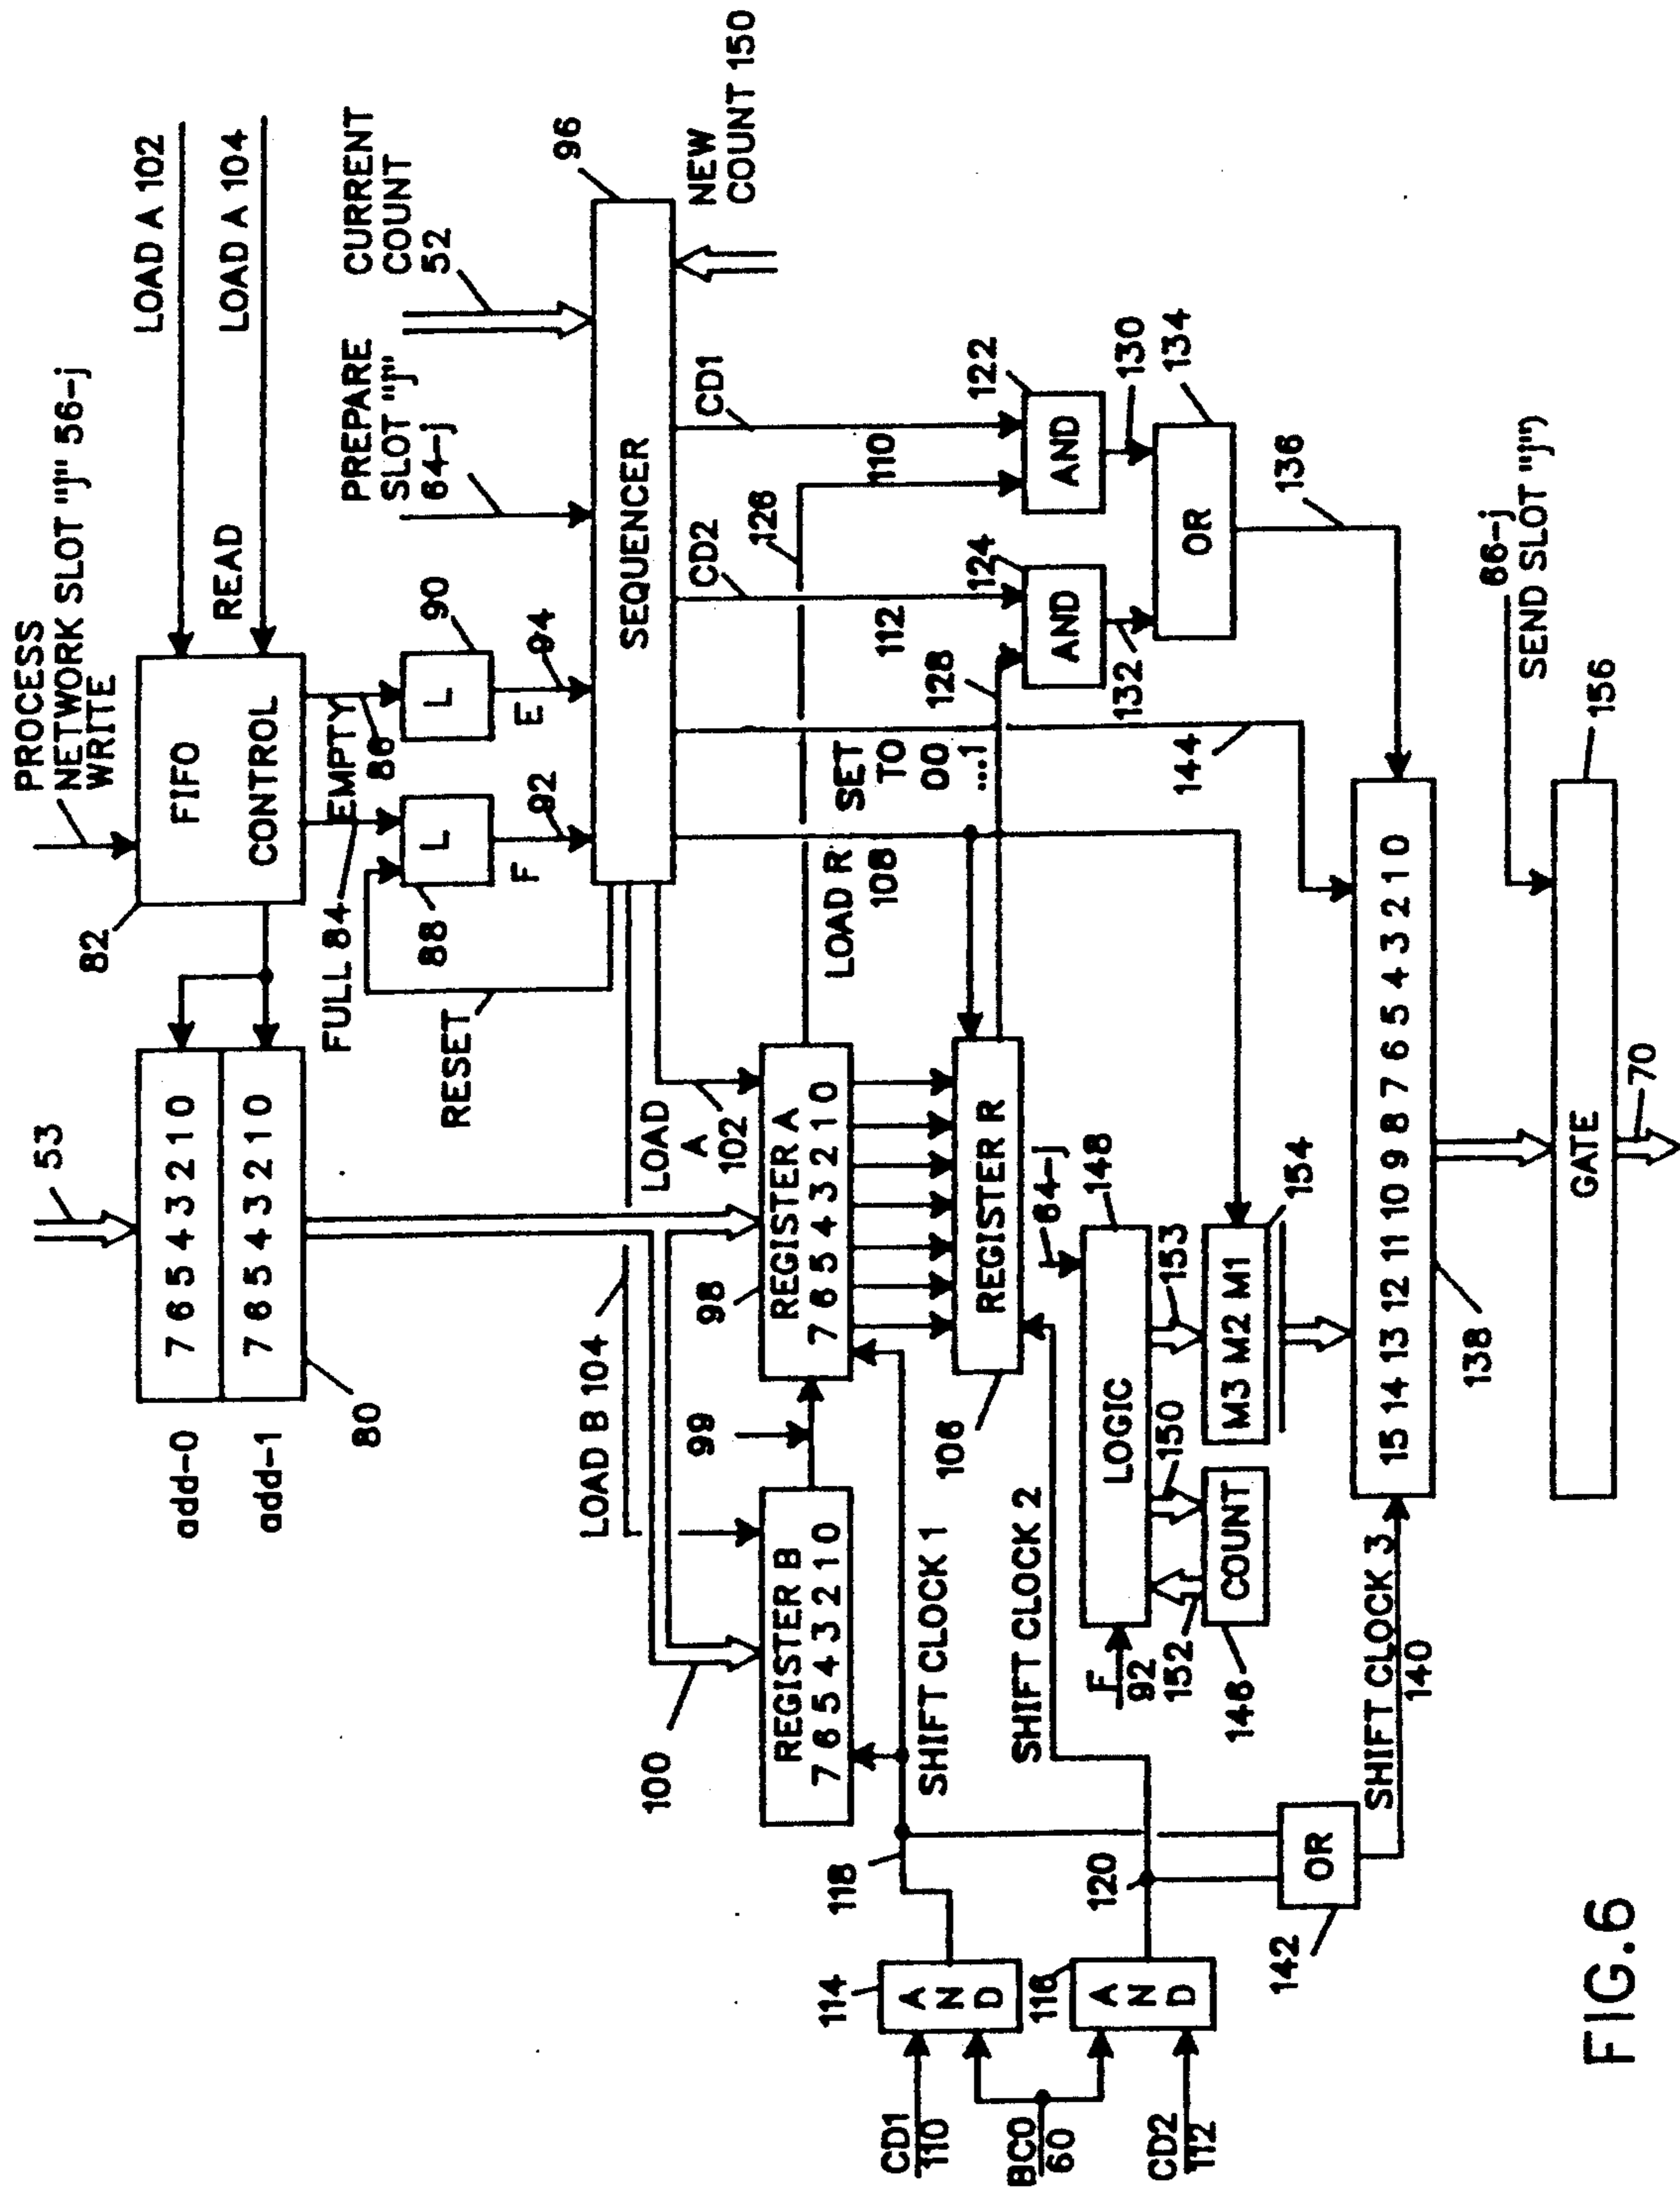 PROCESS
NETWORK SLOT "J" 56-j
WRITE
LOAD A 102
LOAD A 104
READ
53
add-0
7 6 5 4 3 2 1 0
add-1
7 6 5 4 3 2 1 0
80
82
FIFO
CONTROL
FULL 84
EMPTY
86
L
88
L
90
F
92
E
94
RESET
PREPARE
SLOT "J"
64-j
CURRENT
COUNT
52
SEQUENCER
96
NEW
COUNT 150
LOAD B 104
LOAD
A
102
100
REGISTER B
7 6 5 4 3 2 1 0
99
98
REGISTER A
7 6 5 4 3 2 1 0
LOAD R
108
SET
TO
00
...1
126
CD2
112
CD1
110
128
124
AND
122
AND
132
130
134
OR
136
144
106
REGISTER R
SHIFT CLOCK 1
SHIFT CLOCK 2
64-j
148
LOGIC
F
92
152
150
153
146
COUNT
M3 M2 M1
154
118
120
114
AND
116
AND
CD1
110
BC0
60
CD2
112
142
OR
SHIFT CLOCK 3
140
15 14 13 12 11 10 9 8 7 6 5 4 3 2 1 0
138
66-j
SEND SLOT "J")
GATE
156
70
FIG.6